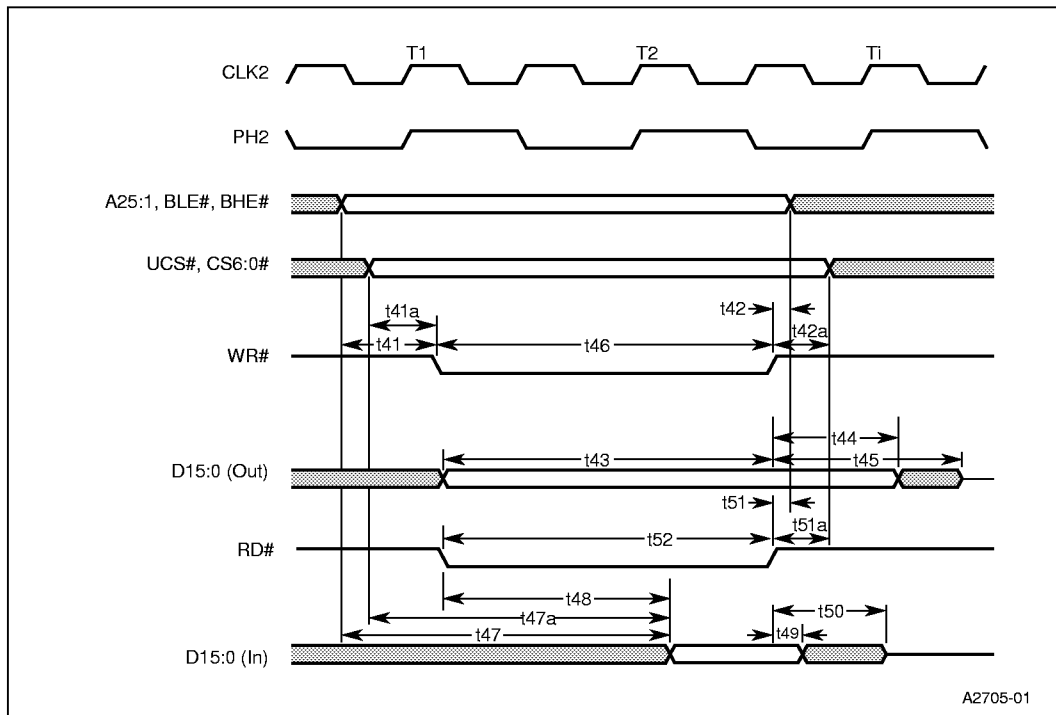 T1 T2 Ti
CLK2
PH2
A25:1, BLE#, BHE#
UCS#, CS6:0#
t41a t42 t42a
t41 t46
WR#
t44
t43 t45
D15:0 (Out)
t51 t51a
t52
RD#
t48 t50
t47a
t47 t49
D15:0 (In)
A2705-01